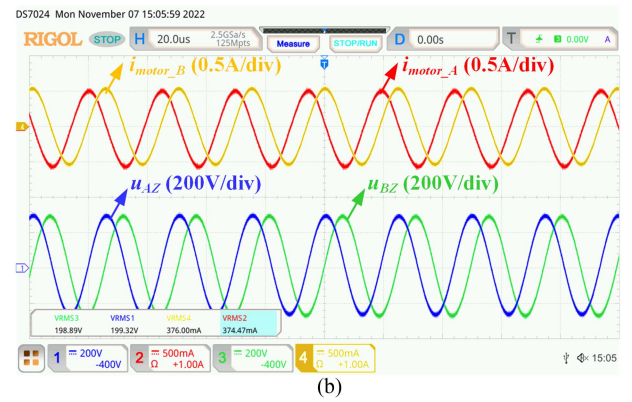 DS7024 Mon November 07 15:05:59 2022
RIGOL STOP H 20.0us 2.5GSa/s 125Mpts Measure STOP/RUN D 0.00s T 0.00V A
T
i_motor_B (0.5A/div) i_motor_A (0.5A/div)
4
u_AZ (200V/div) u_BZ (200V/div)
1
VRMS3 VRMS1 VRMS4 VRMS2
198.89V 199.32V 376.00mA 374.47mA
1 200V -400V 2 500mA Ω +1.00A 3 200V -400V 4 500mA Ω +1.00A 15:05
(b)